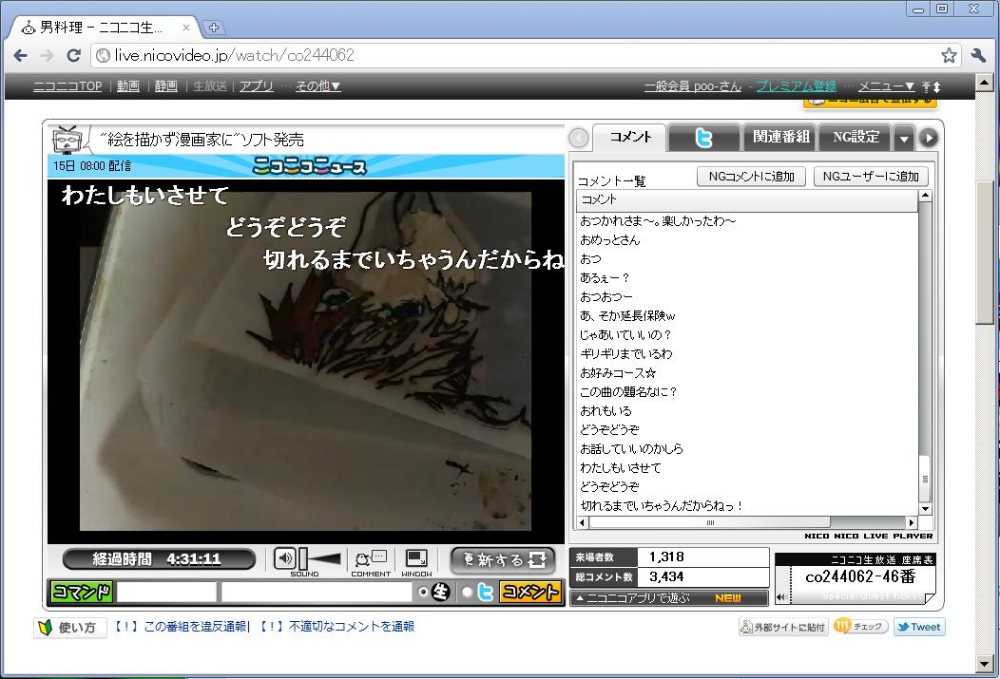 男料理 - ニコニコ生...
live.nicovideo.jp/watch/co244062
ニコニコTOP | 動画 | 静画 | 生放送 | アプリ ... その他▼
一般会員 poo-さん - プレミアム登録 ... メニュー▼
ニコニコ広告で宣伝する
"絵を描かず漫画家に"ソフト発売
15日 08:00 配信
ニコニコニュース
わたしもいさせて
どうぞどうぞ
切れるまでいちゃうんだからね
コメント
関連番組
NG設定
コメント一覧
NGコメントに追加
NGユーザーに追加
コメント
おつかれさま～。楽しかったわ～
おめっとさん
おつ
あるぇー？
おつおつー
あ、そか延長保険w
じゃあいていいの？
ギリギリまでいるわ
お好みコース☆
この曲の題名なに？
おれもいる
どうぞどうぞ
お話していいのかしら
わたしもいさせて
どうぞどうぞ
切れるまでいちゃうんだからねっ！
NICO NICO LIVE PLAYER
経過時間 4:31:11
SOUND
COMMENT
WINDOW
更新する
来場者数 1,318
総コメント数 3,434
▲ニコニコアプリで遊ぶ NEW
ニコニコ生放送 座席表
co244062-46番
Special Guest Ticket
コマンド
生
コメント
使い方
【！】この番組を違反通報| 【！】不適切なコメントを通報
外部サイトに貼付
チェック
Tweet